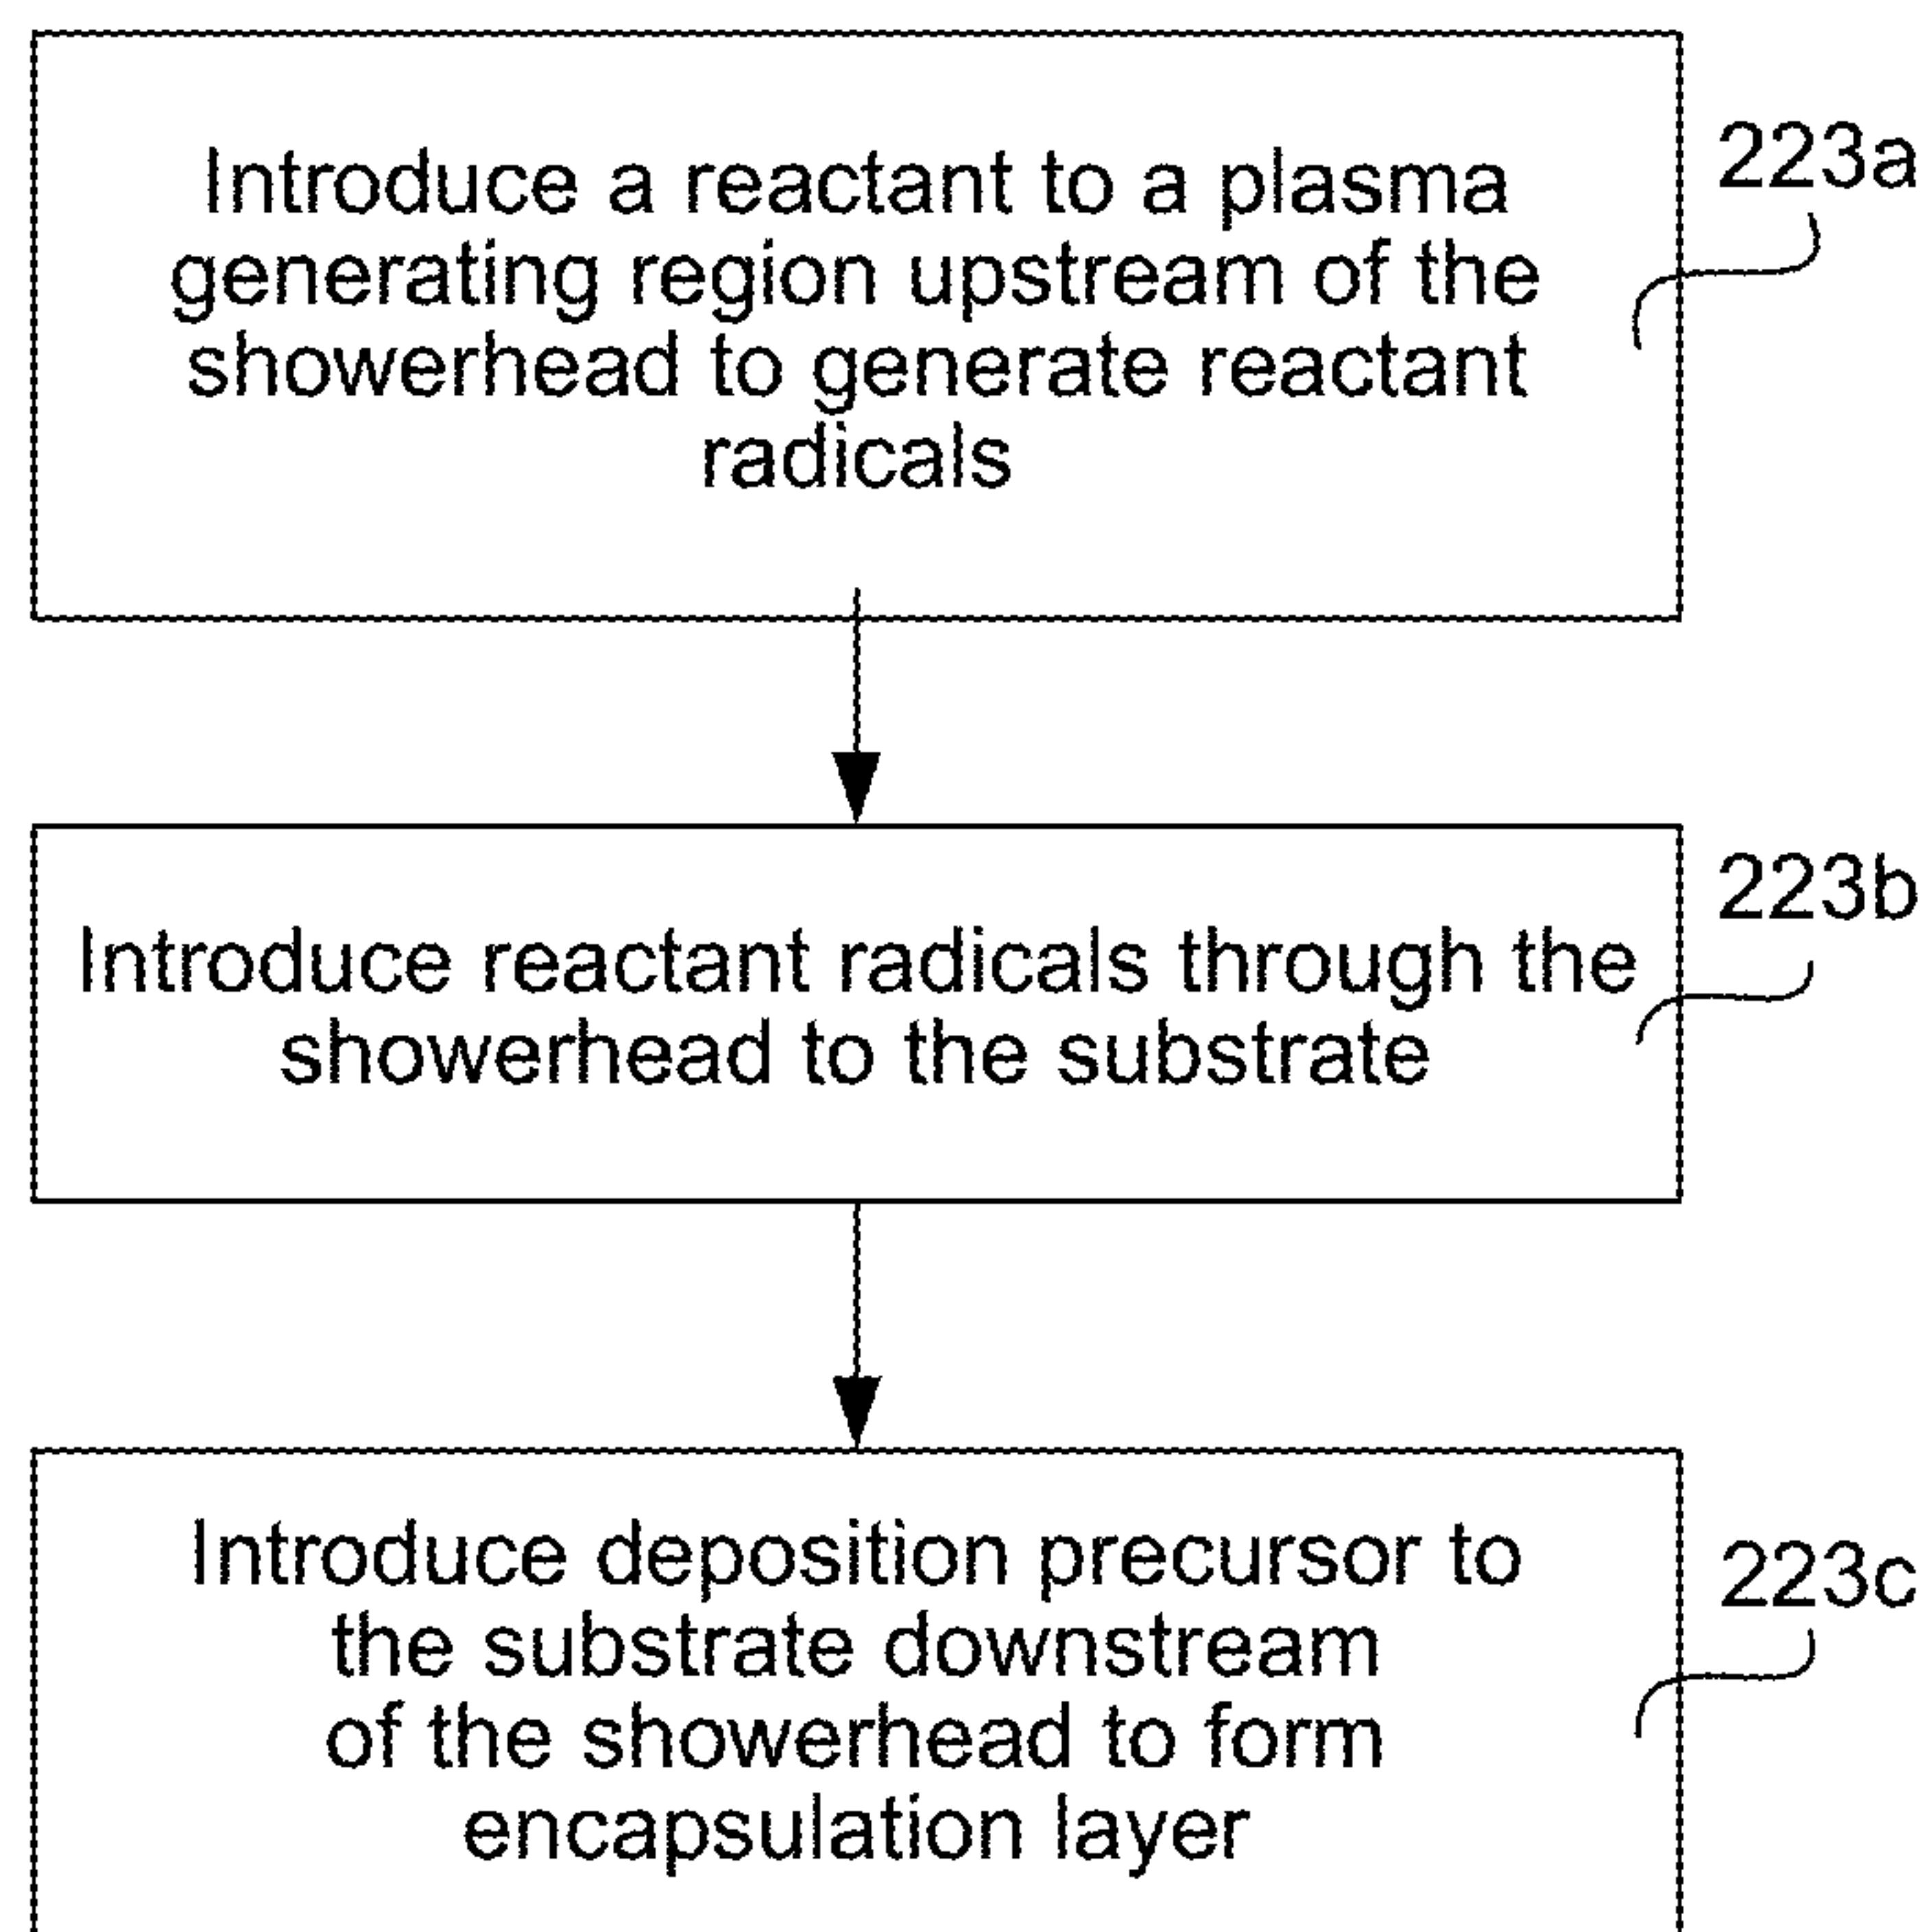 Introduce a reactant to a plasma
generating region upstream of the
showerhead to generate reactant
radicals
223a
Introduce reactant radicals through the
showerhead to the substrate
223b
Introduce deposition precursor to
the substrate downstream
of the showerhead to form
encapsulation layer
223c